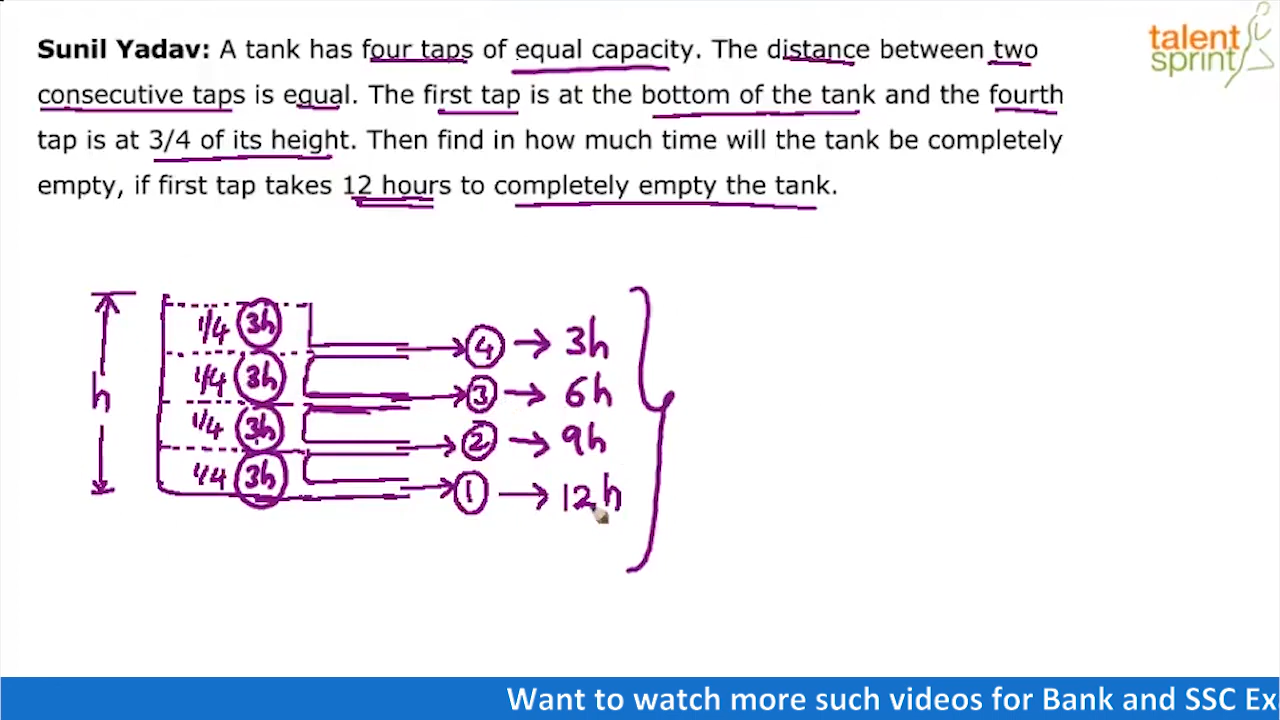 Sunil Yadav: A tank has four taps of equal capacity. The distance between two
consecutive taps is equal. The first tap is at the bottom of the tank and the fourth
tap is at 3/4 of its height. Then find in how much time will the tank be completely
empty, if first tap takes 12 hours to completely empty the tank.
talent
sprint
h
1/4 3h
4 → 3h
1/4 3h
3 → 6h
1/4 3h
2 → 9h
1/4 3h
1 → 12h
Want to watch more such videos for Bank and SSC Ex